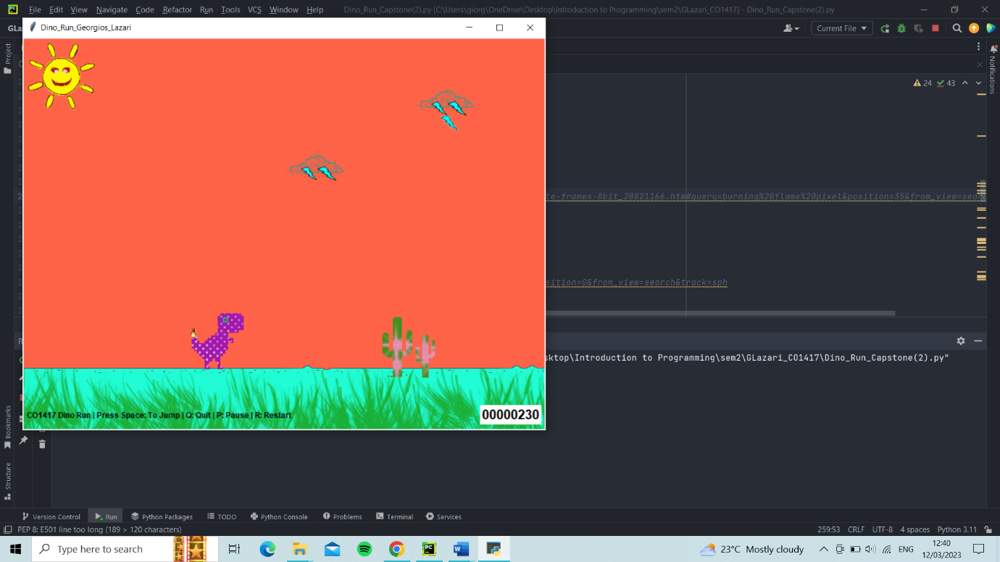 File Edit View Navigate Code Refactor Run Tools VCS Window Help Dino_Run_Capstone(2).py [C:\Users\giorg\OneDrive\Desktop\Introduction to Programming\sem2\GLazari_CO1417] - Dino_Run_Capstone(2).py
Dino_Run_Georgios_Lazari
Current File
Project
Notifications
24 43
te-frames-8bit_20821166.htm#query=burning%20flame%20pixel&position=35&from_view=sear
sition=0&from_view=search&track=sph
sktop\Introduction to Programming\sem2\GLazari_CO1417\Dino_Run_Capstone(2).py"
CO1417 Dino Run | Press Space: To Jump | Q: Quit | P: Pause | R: Restart
00000230
Bookmarks
Structure
Version Control Run Python Packages TODO Python Console Problems Terminal Services
PEP 8: E501 line too long (189 > 120 characters) 259:53 CRLF UTF-8 4 spaces Python 3.11
Type here to search 23°C Mostly cloudy ENG 12:40
12/03/2023